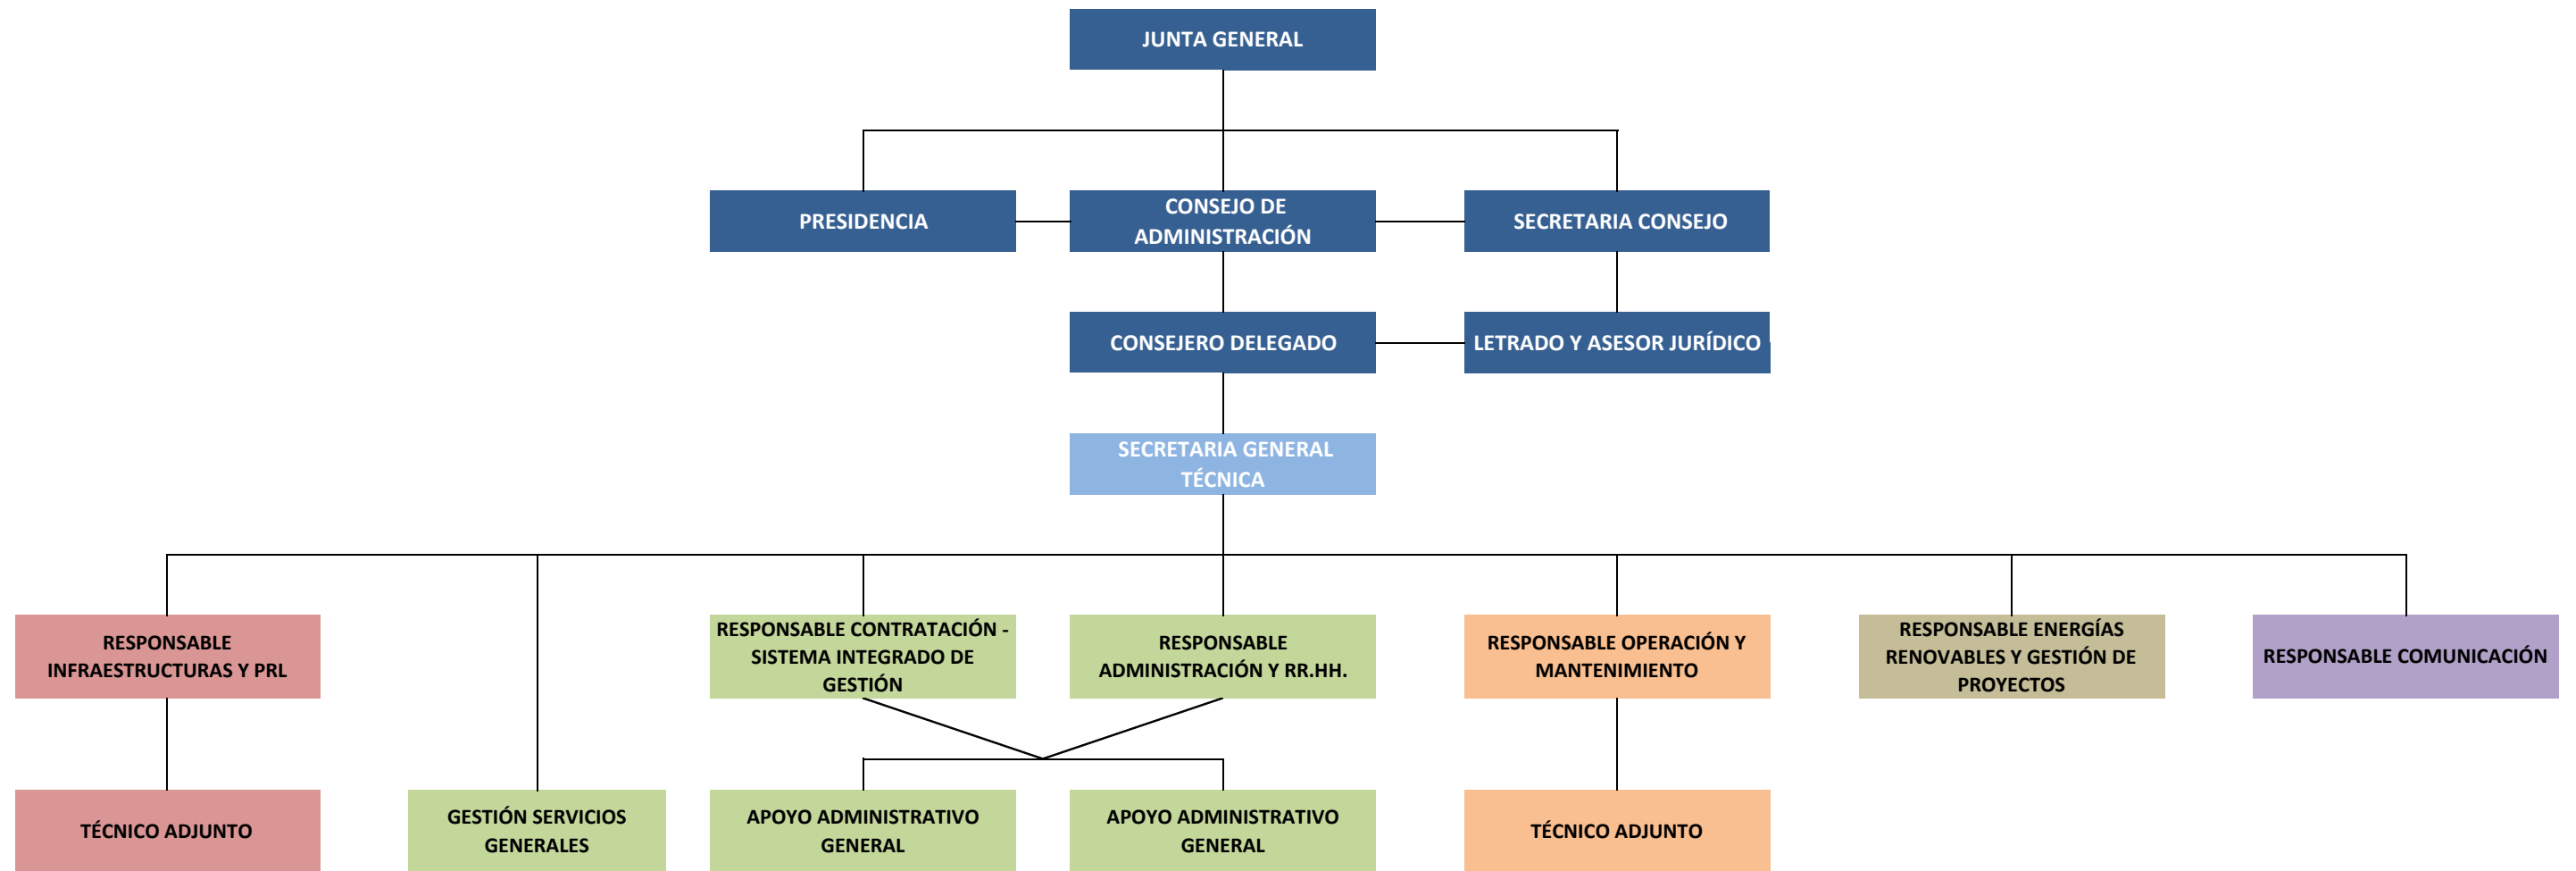 JUNTA GENERAL
PRESIDENCIA
CONSEJO DE
ADMINISTRACIÓN
SECRETARIA CONSEJO
CONSEJERO DELEGADO
LETRADO Y ASESOR JURÍDICO
SECRETARIA GENERAL
TÉCNICA
RESPONSABLE
INFRAESTRUCTURAS Y PRL
RESPONSABLE CONTRATACIÓN -
SISTEMA INTEGRADO DE
GESTIÓN
RESPONSABLE
ADMINISTRACIÓN Y RR.HH.
RESPONSABLE OPERACIÓN Y
MANTENIMIENTO
RESPONSABLE ENERGÍAS
RENOVABLES Y GESTIÓN DE
PROYECTOS
RESPONSABLE COMUNICACIÓN
TÉCNICO ADJUNTO
GESTIÓN SERVICIOS
GENERALES
APOYO ADMINISTRATIVO
GENERAL
APOYO ADMINISTRATIVO
GENERAL
TÉCNICO ADJUNTO